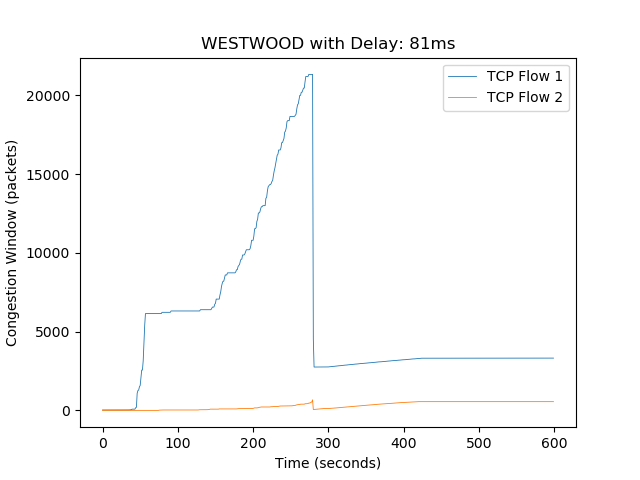 WESTWOOD with Delay: 81ms
TCP Flow 1
TCP Flow 2
Congestion Window (packets)
20000
15000
10000
5000
0
0 100 200 300 400 500 600
Time (seconds)